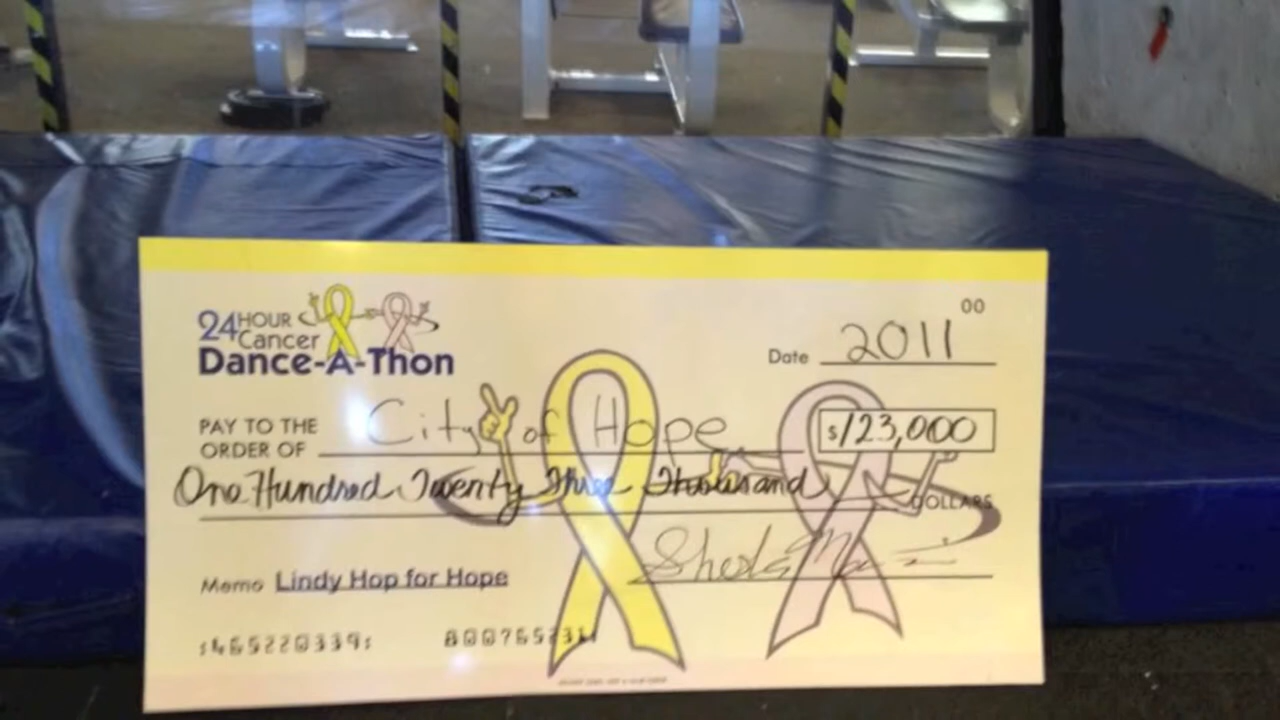 24 HOUR
Cancer
Dance-A-Thon
00
Date 2011
PAY TO THE
ORDER OF City of Hope $123,000
One Hundred Twenty Three Thousand DOLLARS
Memo Lindy Hop for Hope